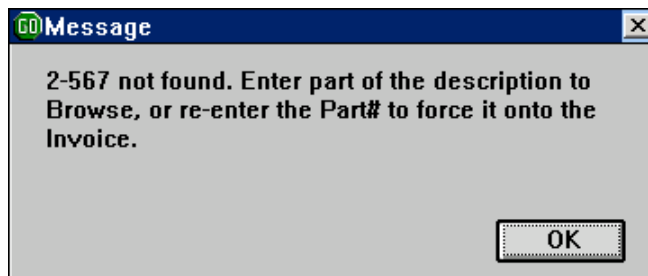 GO Message
2-567 not found. Enter part of the description to
Browse, or re-enter the Part# to force it onto the
Invoice.
OK